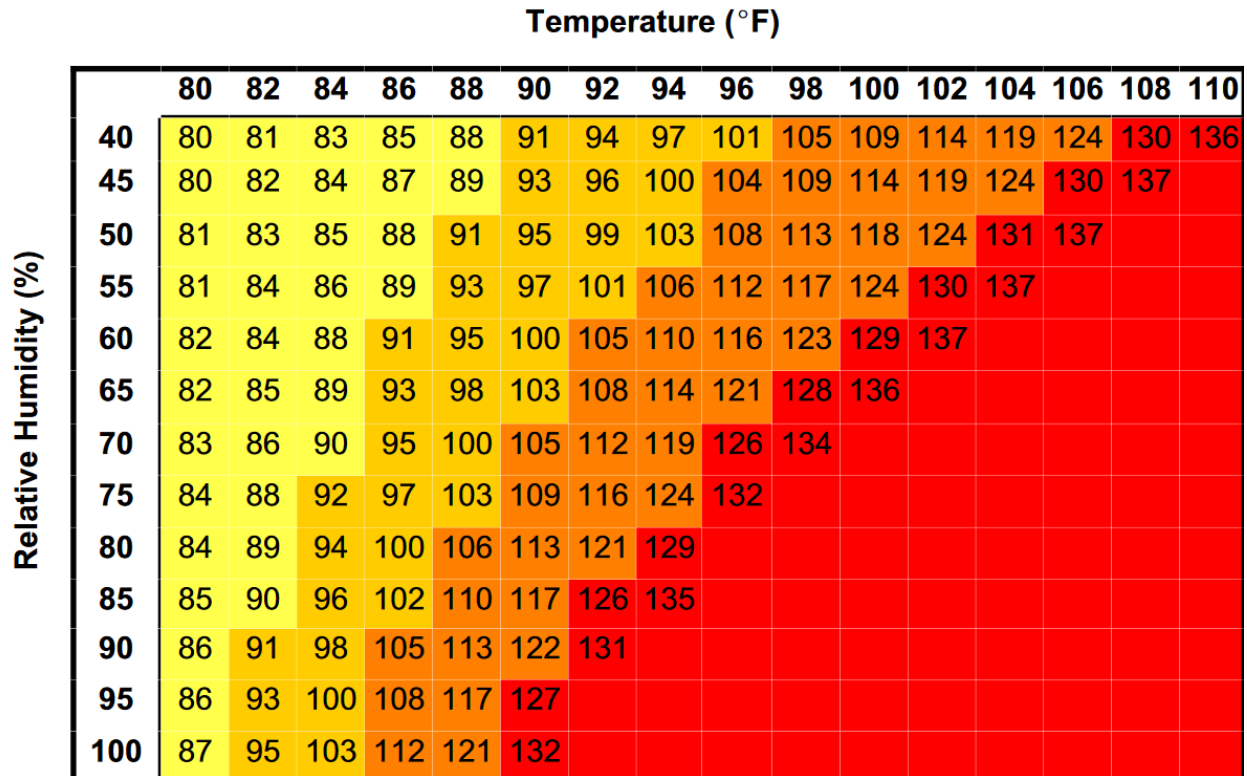 Temperature (°F)
80 82 84 86 88 90 92 94 96 98 100 102 104 106 108 110
Relative Humidity (%)
40 80 81 83 85 88 91 94 97 101 105 109 114 119 124 130 136
45 80 82 84 87 89 93 96 100 104 109 114 119 124 130 137
50 81 83 85 88 91 95 99 103 108 113 118 124 131 137
55 81 84 86 89 93 97 101 106 112 117 124 130 137
60 82 84 88 91 95 100 105 110 116 123 129 137
65 82 85 89 93 98 103 108 114 121 128 136
70 83 86 90 95 100 105 112 119 126 134
75 84 88 92 97 103 109 116 124 132
80 84 89 94 100 106 113 121 129
85 85 90 96 102 110 117 126 135
90 86 91 98 105 113 122 131
95 86 93 100 108 117 127
100 87 95 103 112 121 132